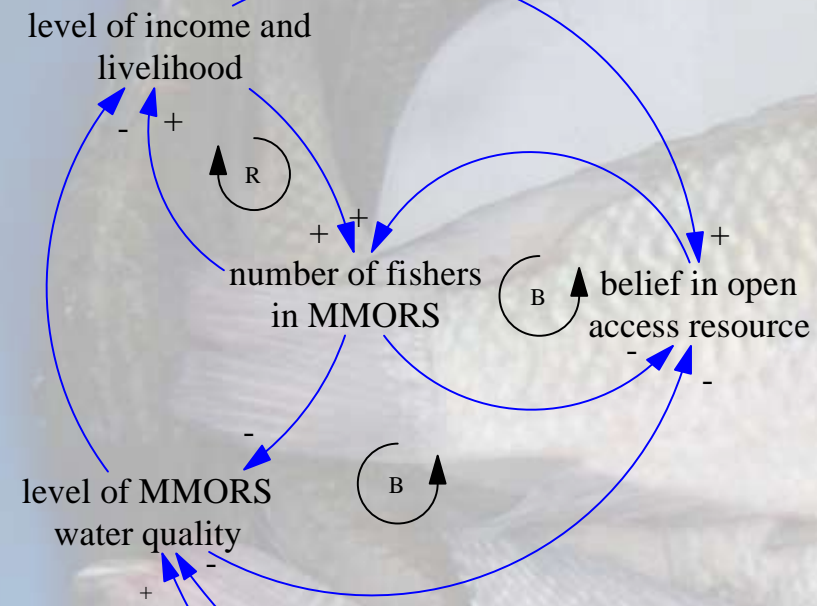 level of income and
livelihood
- +
R
+ +
+
number of fishers
in MMORS
B
belief in open
access resource
-
-
-
B
level of MMORS
water quality
-
+